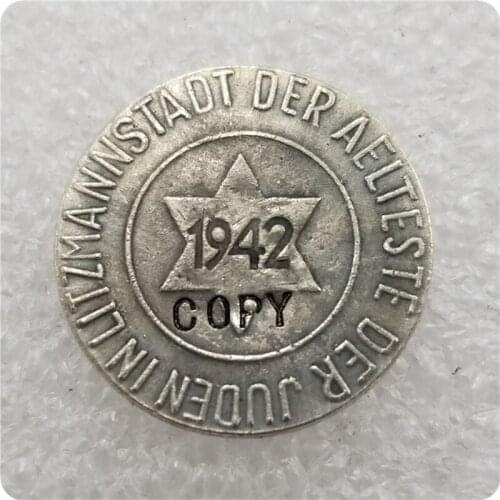 DER AELTESTE DER JUDEN IN LITZMANNSTADT
1942
COPY